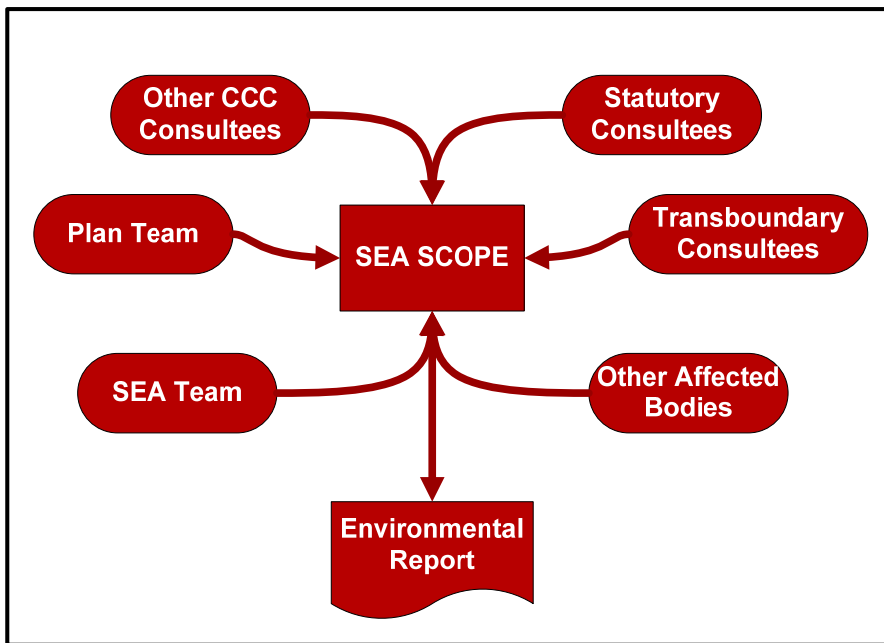 Other CCC
Consultees
Statutory
Consultees
Plan Team
SEA SCOPE
Transboundary
Consultees
SEA Team
Other Affected
Bodies
Environmental
Report